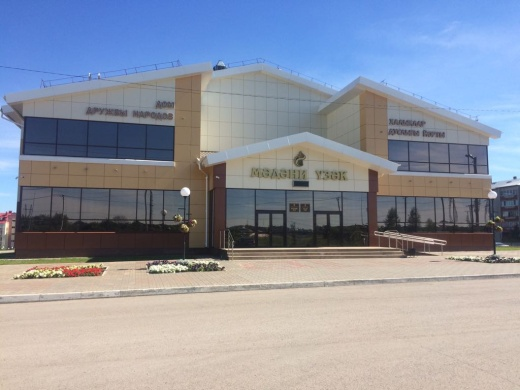 ДОМ
ДРУЖБЫ НАРОДОВ
ХАЛЫКЛАР
ДУСЛЫГЫ ЙОРТЫ
МӘДӘНИ ҮЗӘК